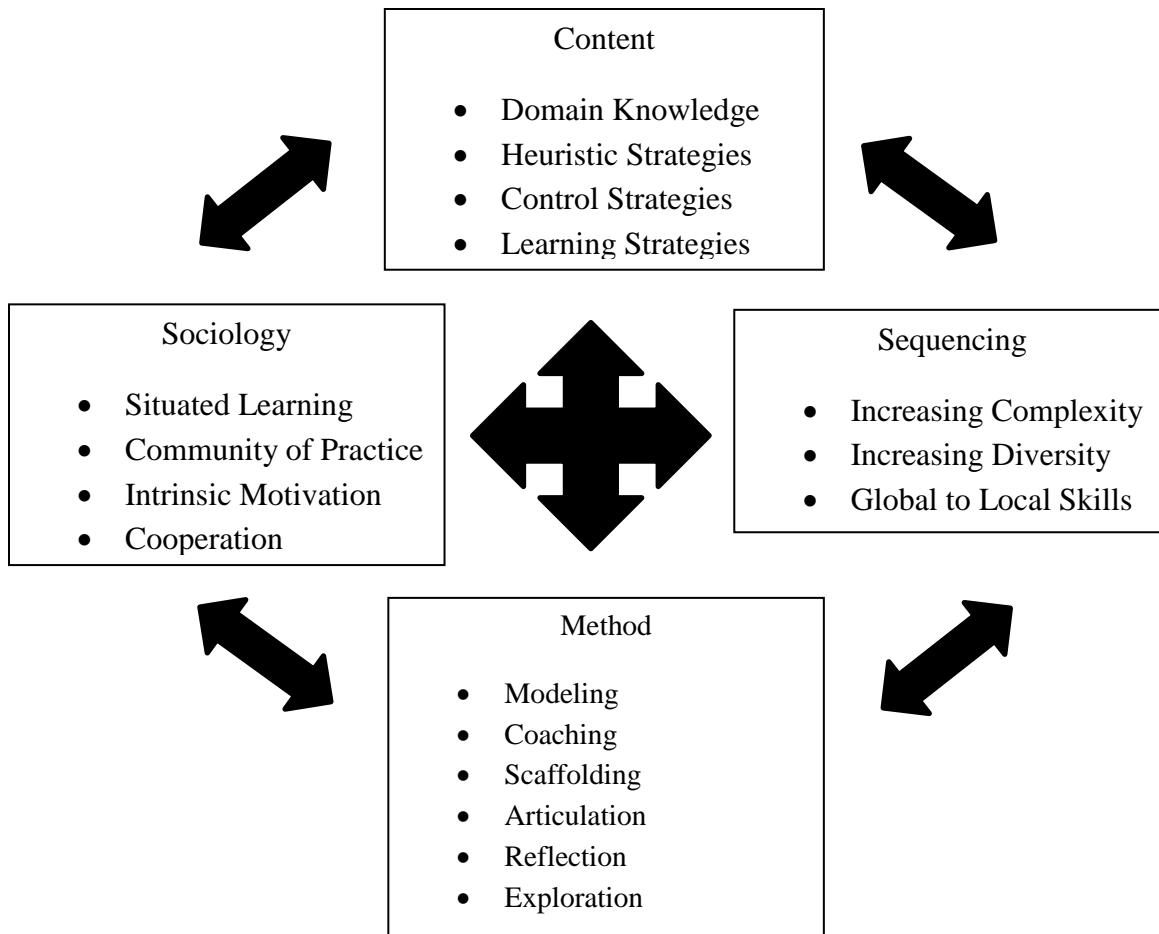 Content
• Domain Knowledge
• Heuristic Strategies
• Control Strategies
• Learning Strategies
Sociology
• Situated Learning
• Community of Practice
• Intrinsic Motivation
• Cooperation
Sequencing
• Increasing Complexity
• Increasing Diversity
• Global to Local Skills
Method
• Modeling
• Coaching
• Scaffolding
• Articulation
• Reflection
• Exploration